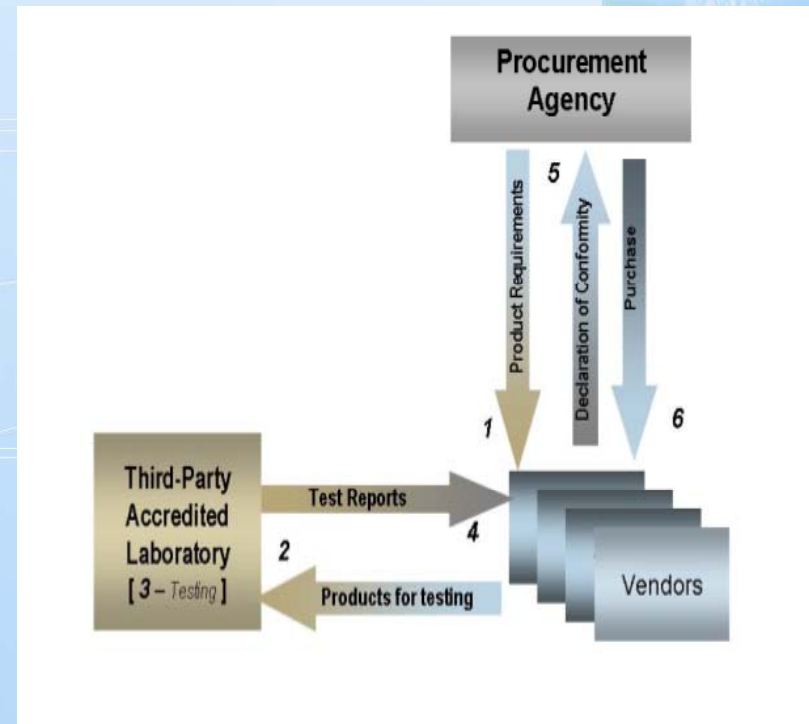 Procurement
Agency
5
Product Requirements
Declaration of Conformity
Purchase
1
6
Third-Party
Accredited
Laboratory
[ 3 – Testing ]
Test Reports
4
2
Products for testing
Vendors